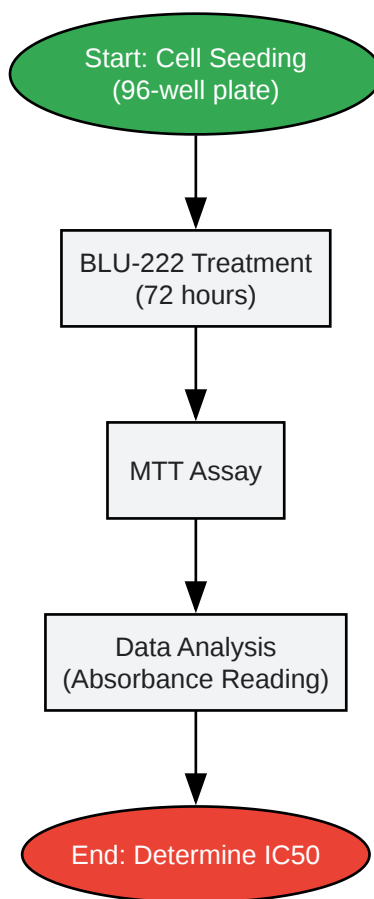 Start: Cell Seeding
(96-well plate)
BLU-222 Treatment
(72 hours)
MTT Assay
Data Analysis
(Absorbance Reading)
End: Determine IC50